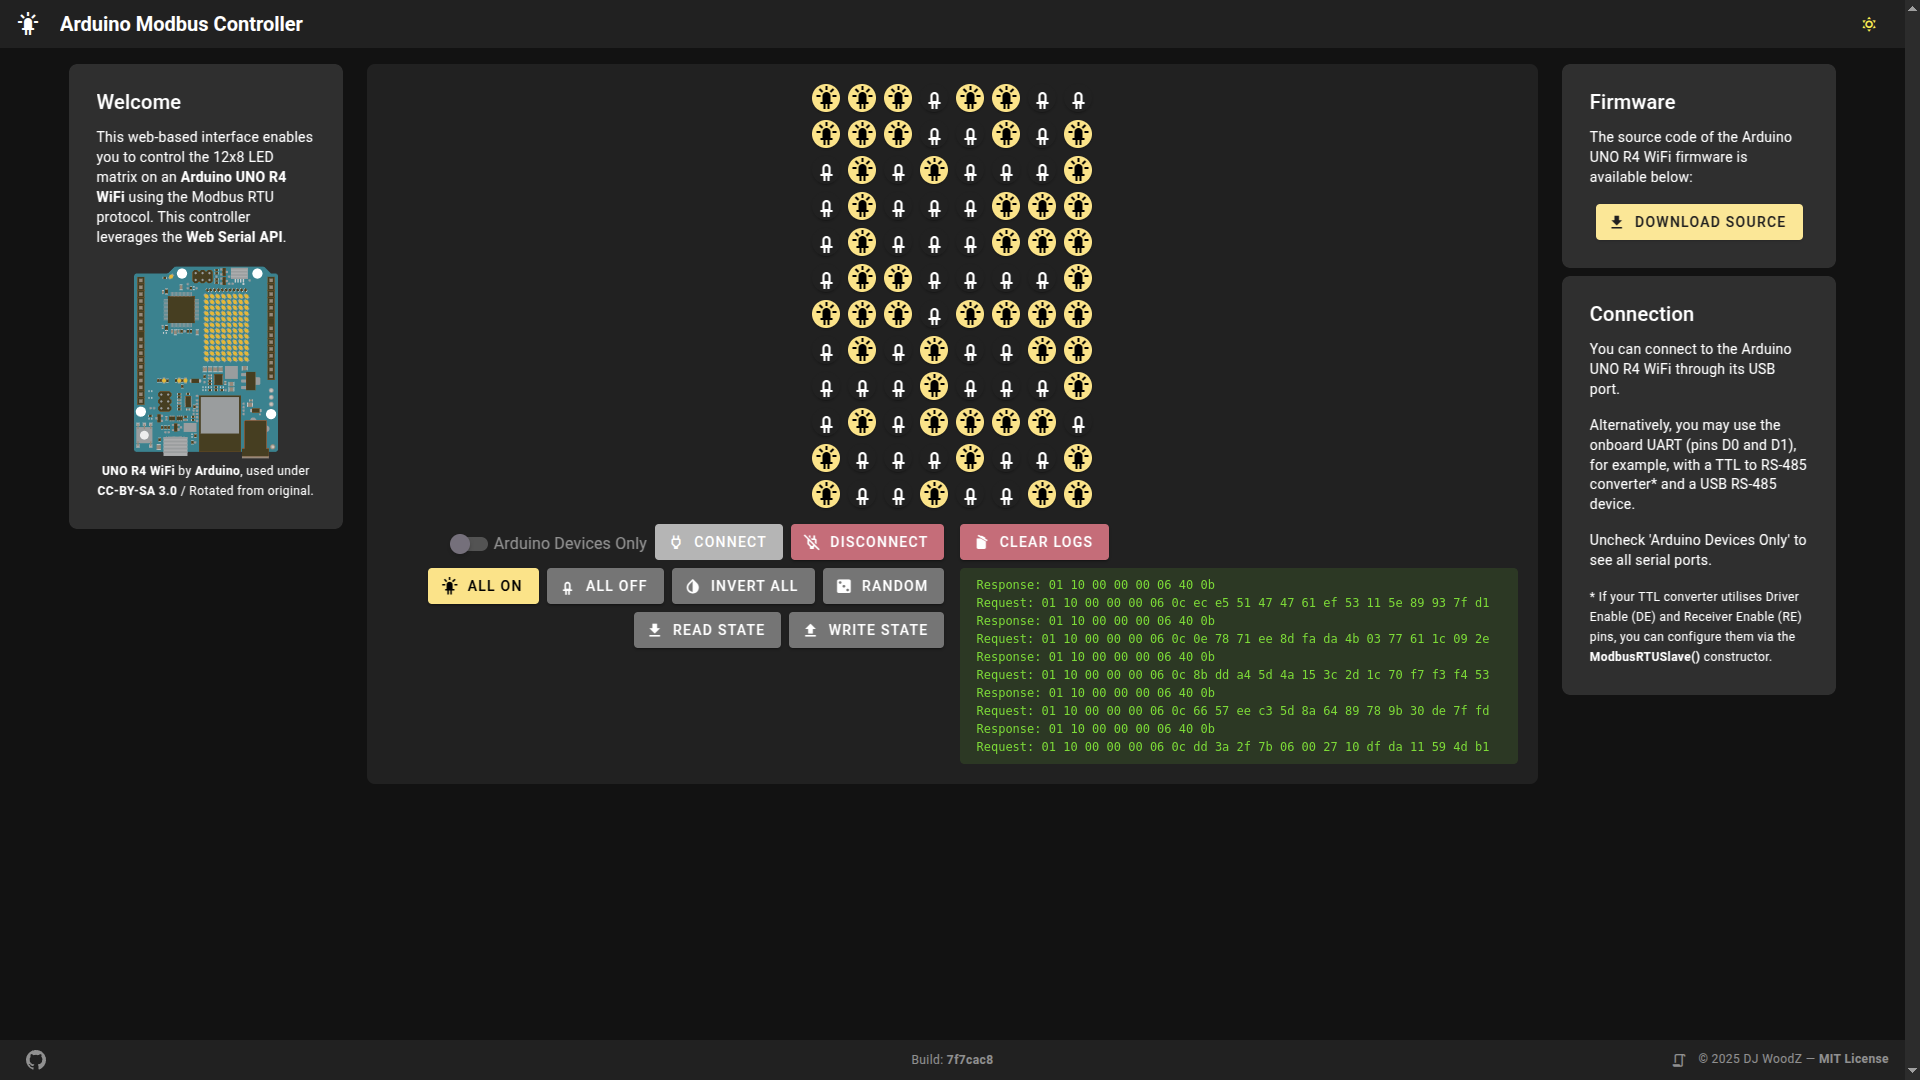 Arduino Modbus Controller
Welcome
This web-based interface enables
you to control the 12x8 LED
matrix on an Arduino UNO R4
WiFi using the Modbus RTU
protocol. This controller
leverages the Web Serial API.
UNO R4 WiFi by Arduino, used under
CC-BY-SA 3.0 / Rotated from original.
Arduino Devices Only
CONNECT
DISCONNECT
ALL ON
ALL OFF
INVERT ALL
RANDOM
READ STATE
WRITE STATE
CLEAR LOGS
Response: 01 10 00 00 00 06 40 0b
Request: 01 10 00 00 00 06 0c ec e5 51 47 47 61 ef 53 11 5e 89 93 7f d1
Response: 01 10 00 00 00 06 40 0b
Request: 01 10 00 00 00 06 0c 0e 78 71 ee 8d fa da 4b 03 77 61 1c 09 2e
Response: 01 10 00 00 00 06 40 0b
Request: 01 10 00 00 00 06 0c 8b dd a4 5d 4a 15 3c 2d 1c 70 f7 f3 f4 53
Response: 01 10 00 00 00 06 40 0b
Request: 01 10 00 00 00 06 0c 66 57 ee c3 5d 8a 64 89 78 9b 30 de 7f fd
Response: 01 10 00 00 00 06 40 0b
Request: 01 10 00 00 00 06 0c dd 3a 2f 7b 06 00 27 10 df da 11 59 4d b1
Firmware
The source code of the Arduino
UNO R4 WiFi firmware is
available below:
DOWNLOAD SOURCE
Connection
You can connect to the Arduino
UNO R4 WiFi through its USB
port.
Alternatively, you may use the
onboard UART (pins D0 and D1),
for example, with a TTL to RS-485
converter* and a USB RS-485
device.
Uncheck 'Arduino Devices Only' to
see all serial ports.
* If your TTL converter utilises Driver
Enable (DE) and Receiver Enable (RE)
pins, you can configure them via the
ModbusRTUSlave() constructor.
Build: 7f7cac8
© 2025 DJ WoodZ — MIT License